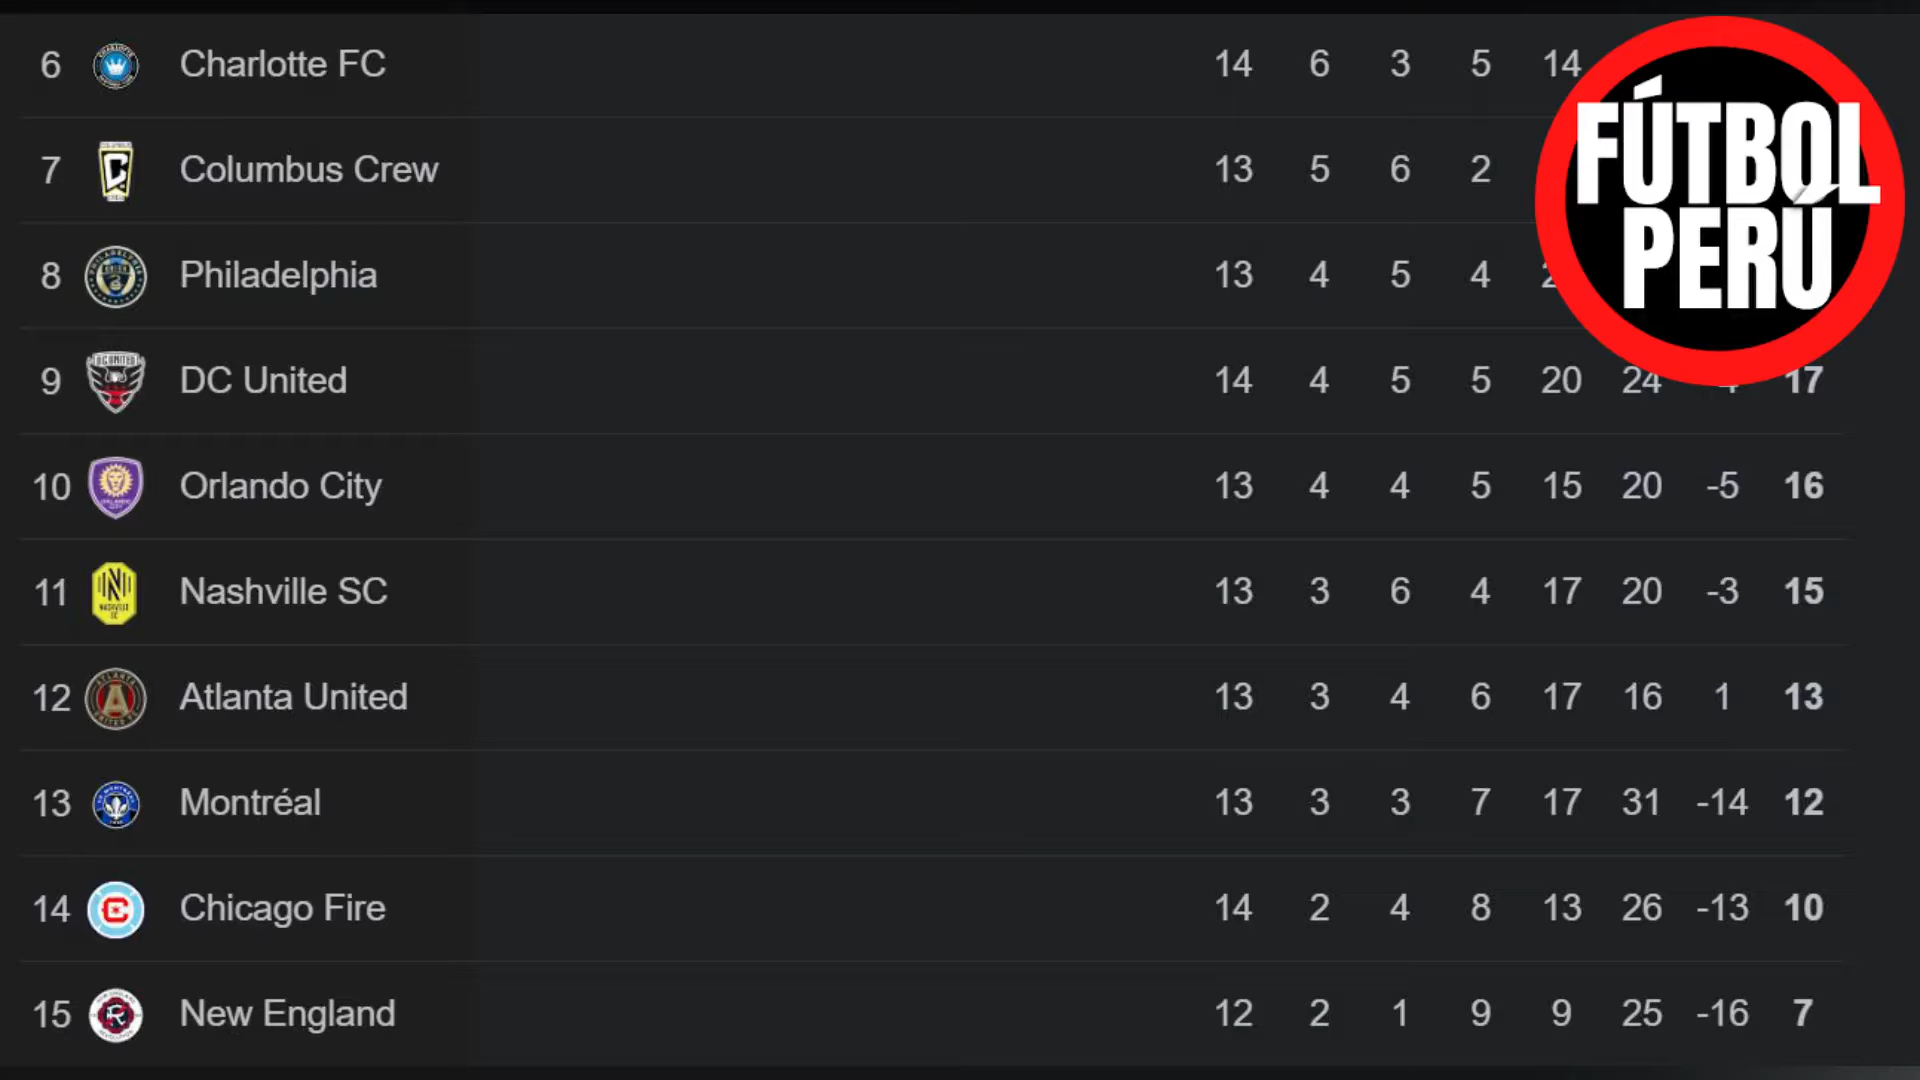 6 Charlotte FC 14 6 3 5 14
7 Columbus Crew 13 5 6 2
8 Philadelphia 13 4 5 4
9 DC United 14 4 5 5 20 24 17
10 Orlando City 13 4 4 5 15 20 -5 16
11 Nashville SC 13 3 6 4 17 20 -3 15
12 Atlanta United 13 3 4 6 17 16 1 13
13 Montréal 13 3 3 7 17 31 -14 12
14 Chicago Fire 14 2 4 8 13 26 -13 10
15 New England 12 2 1 9 9 25 -16 7
FÚTBOL
PERÚ